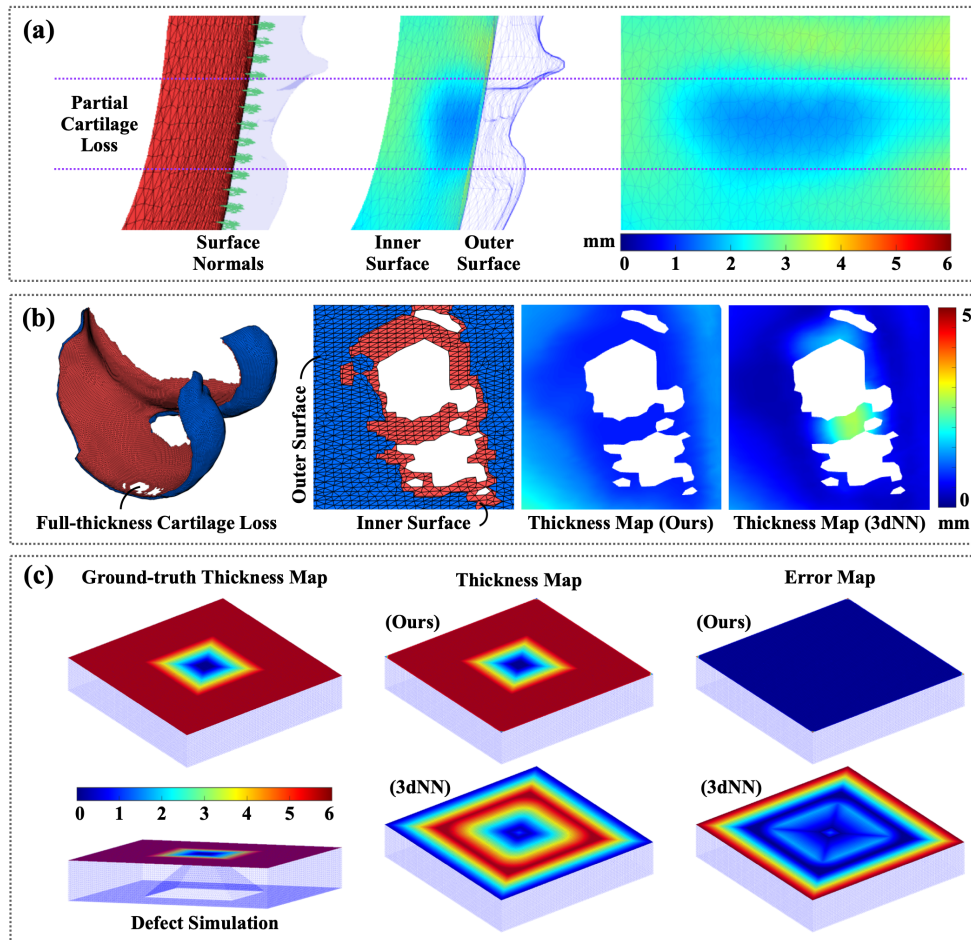 (a)
Partial
Cartilage
Loss
Surface
Normals
Inner
Surface
Outer
Surface
mm
0 1 2 3 4 5 6
(b)
Full-thickness Cartilage Loss
Outer Surface
Inner Surface
Thickness Map (Ours)
Thickness Map (3dNN)
5
0
mm
(c)
Ground-truth Thickness Map
Thickness Map
Error Map
(Ours)
(Ours)
0 1 2 3 4 5 6
(3dNN)
(3dNN)
Defect Simulation